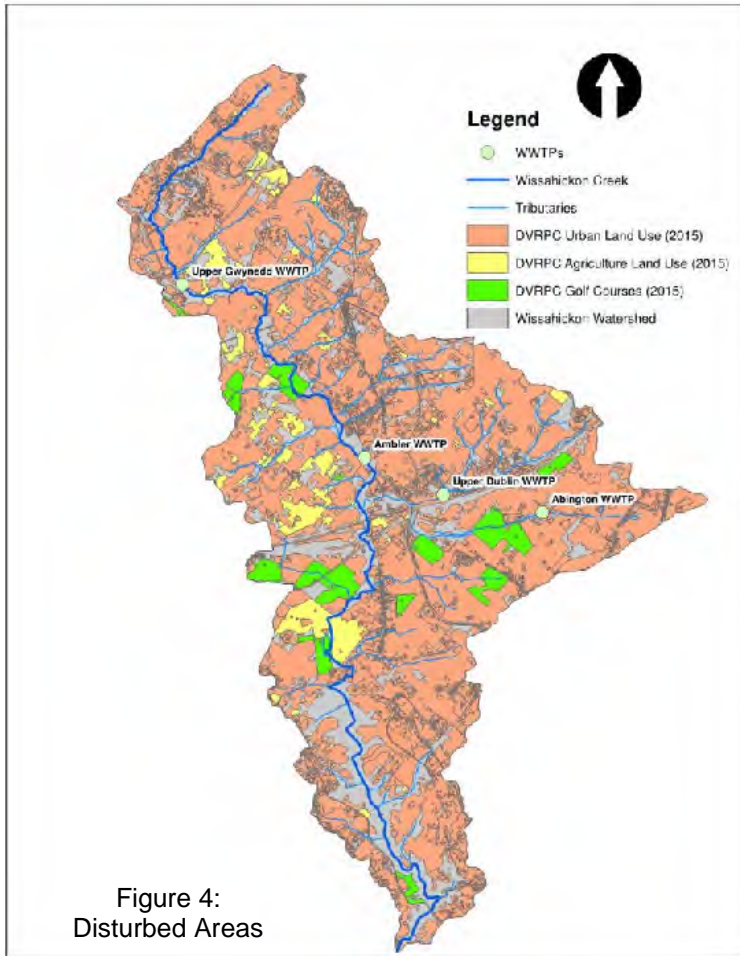 Legend
WWTPs
Wissahickon Creek
Tributaries
DVRPC Urban Land Use (2015)
DVRPC Agriculture Land Use (2015)
DVRPC Golf Courses (2015)
Wissahickon Watershed
Upper Gwynedd WWTP
Ambler WWTP
Upper Dublin WWTP
Abington WWTP
Figure 4:
Disturbed Areas